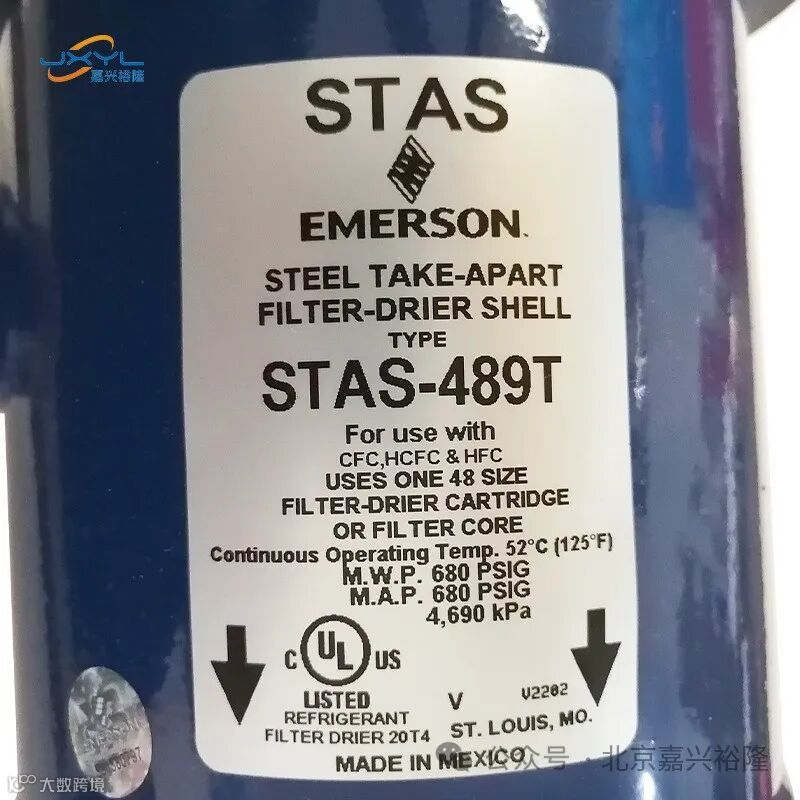 JXYL
嘉兴裕隆
STAS
EMERSON.
STEEL TAKE-APART
FILTER-DRIER SHELL
TYPE
STAS-489T
For use with
CFC,HCFC & HFC
USES ONE 48 SIZE
FILTER-DRIER CARTRIDGE
OR FILTER CORE
Continuous Operating Temp. 52°C (125°F)
M.W.P. 680 PSIG
M.A.P. 680 PSIG
4,690 kPa
C UL US
LISTED
V V2202
REFRIGERANT
FILTER DRIER 20T4 ST. LOUIS, MO.
MADE IN MEXICO
公众号 · 北京嘉兴裕隆
大数跨境